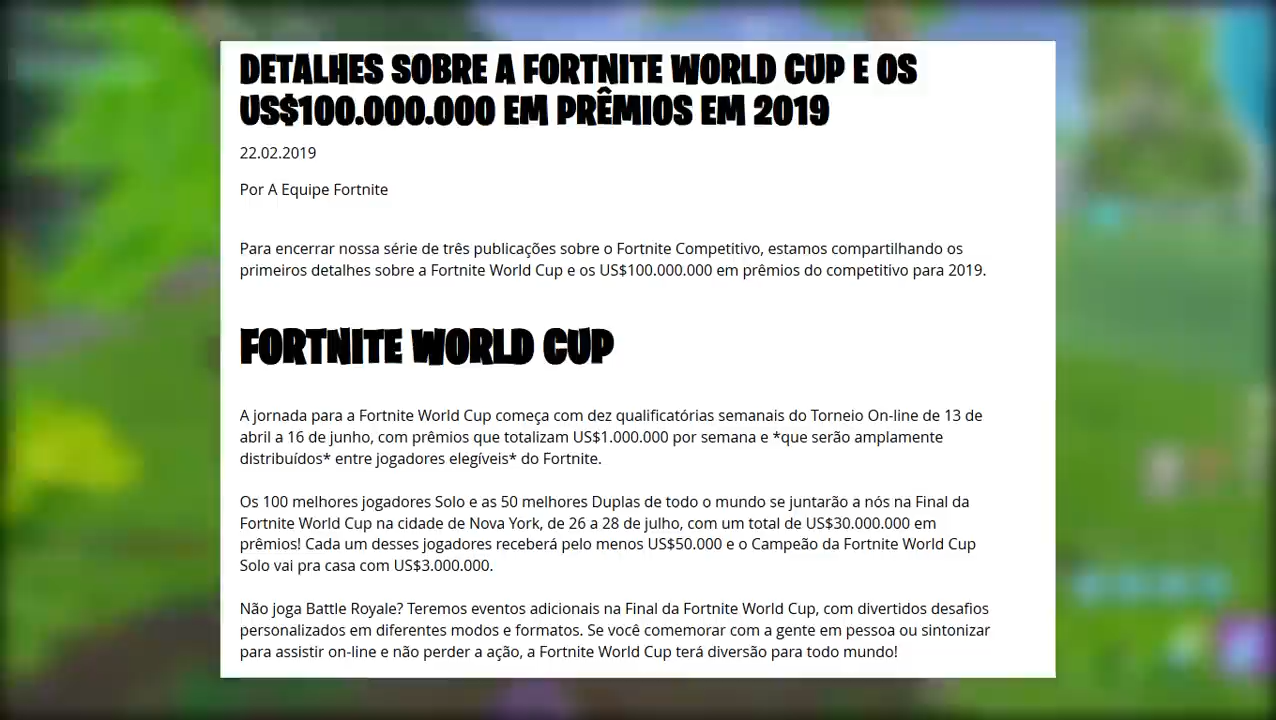 DETALHES SOBRE A FORTNITE WORLD CUP E OS
US$100.000.000 EM PRÊMIOS EM 2019
22.02.2019
Por A Equipe Fortnite
Para encerrar nossa série de três publicações sobre o Fortnite Competitivo, estamos compartilhando os
primeiros detalhes sobre a Fortnite World Cup e os US$100.000.000 em prêmios do competitivo para 2019.
FORTNITE WORLD CUP
A jornada para a Fortnite World Cup começa com dez qualificatórias semanais do Torneio On-line de 13 de
abril a 16 de junho, com prêmios que totalizam US$1.000.000 por semana e *que serão amplamente
distribuídos* entre jogadores elegíveis* do Fortnite.
Os 100 melhores jogadores Solo e as 50 melhores Duplas de todo o mundo se juntarão a nós na Final da
Fortnite World Cup na cidade de Nova York, de 26 a 28 de julho, com um total de US$30.000.000 em
prêmios! Cada um desses jogadores receberá pelo menos US$50.000 e o Campeão da Fortnite World Cup
Solo vai pra casa com US$3.000.000.
Não joga Battle Royale? Teremos eventos adicionais na Final da Fortnite World Cup, com divertidos desafios
personalizados em diferentes modos e formatos. Se você comemorar com a gente em pessoa ou sintonizar
para assistir on-line e não perder a ação, a Fortnite World Cup terá diversão para todo mundo!